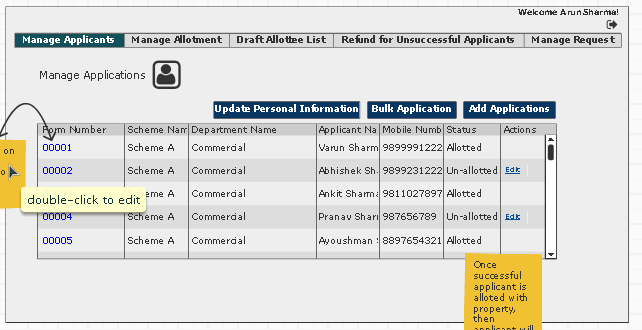 Welcome Arun Sharma!
Manage Applicants Manage Allotment Draft Allottee List Refund for Unsuccessful Applicants Manage Request
Manage Applications
Update Personal Information Bulk Application Add Applications
Form Number Scheme Nam Department Name Applicant Na Mobile Numb Status Actions
00001 Scheme A Commercial Varun Sharm 9899991222 Allotted
00002 Scheme A Commercial Abhishek Sh 9899231222 Un-allotted Edit
Scheme A Commercial Ankit Sharma 9811027897 Allotted
00004 Scheme A Commercial Pranav Shar 987656789 Un-allotted Edit
00005 Scheme A Commercial Ayoushman 8897654321 Allotted
on
o
double-click to edit
Once
successful
applicant is
alloted with
property,
then
applicant will